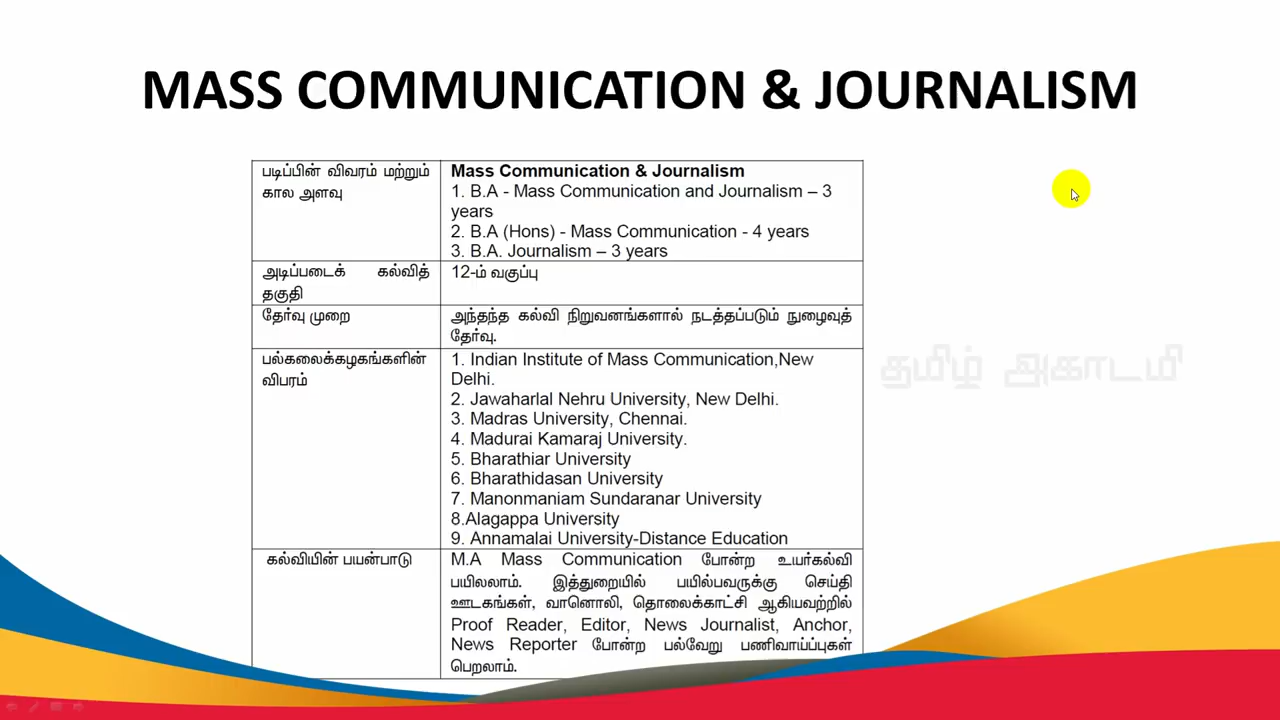 MASS COMMUNICATION & JOURNALISM
படிப்பின் விவரம் மற்றும்
கால அளவு
Mass Communication & Journalism
1. B.A - Mass Communication and Journalism – 3
years
2. B.A (Hons) - Mass Communication - 4 years
3. B.A. Journalism – 3 years
அடிப்படைக் கல்வித்
தகுதி
12-ம் வகுப்பு
தேர்வு முறை
அந்தந்த கல்வி நிறுவனங்களால் நடத்தப்படும் நுழைவுத்
தேர்வு.
பல்கலைக்கழகங்களின்
விபரம்
1. Indian Institute of Mass Communication,New
Delhi.
2. Jawaharlal Nehru University, New Delhi.
3. Madras University, Chennai.
4. Madurai Kamaraj University.
5. Bharathiar University
6. Bharathidasan University
7. Manonmaniam Sundaranar University
8.Alagappa University
9. Annamalai University-Distance Education
தமிழ் அகாடமி
கல்வியின் பயன்பாடு
M.A Mass Communication போன்ற உயர்கல்வி
பயிலலாம். இத்துறையில் பயில்பவருக்கு செய்தி
ஊடகங்கள், வானொலி, தொலைக்காட்சி ஆகியவற்றில்
Proof Reader, Editor, News Journalist, Anchor,
News Reporter போன்ற பல்வேறு பணிவாய்ப்புகள்
பெறலாம்.